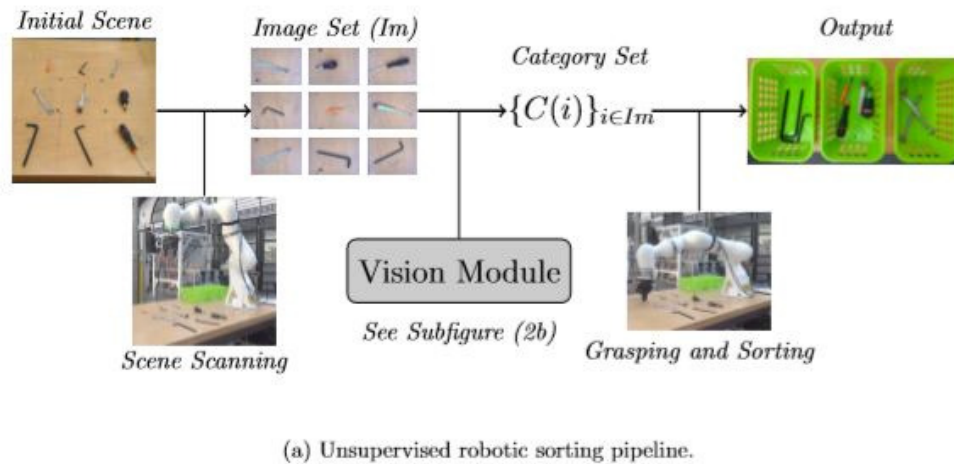 Initial Scene
Image Set (Im)
Category Set
Output
{C(i)}i∈Im
Vision Module
See Subfigure (2b)
Scene Scanning
Grasping and Sorting
(a) Unsupervised robotic sorting pipeline.